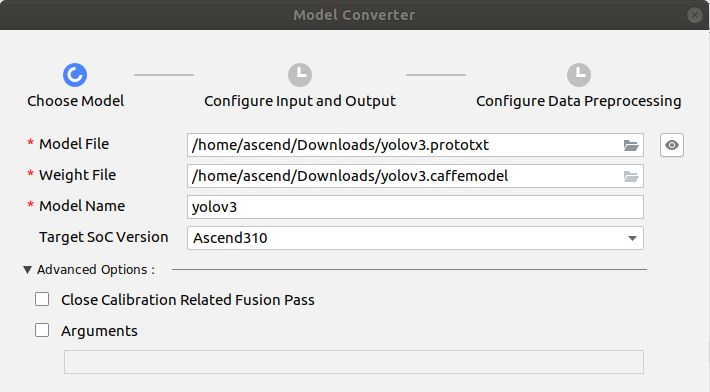 Model Converter
Choose Model Configure Input and Output Configure Data Preprocessing
* Model File /home/ascend/Downloads/yolov3.prototxt
* Weight File /home/ascend/Downloads/yolov3.caffemodel
* Model Name yolov3
Target SoC Version Ascend310
Advanced Options :
Close Calibration Related Fusion Pass
Arguments